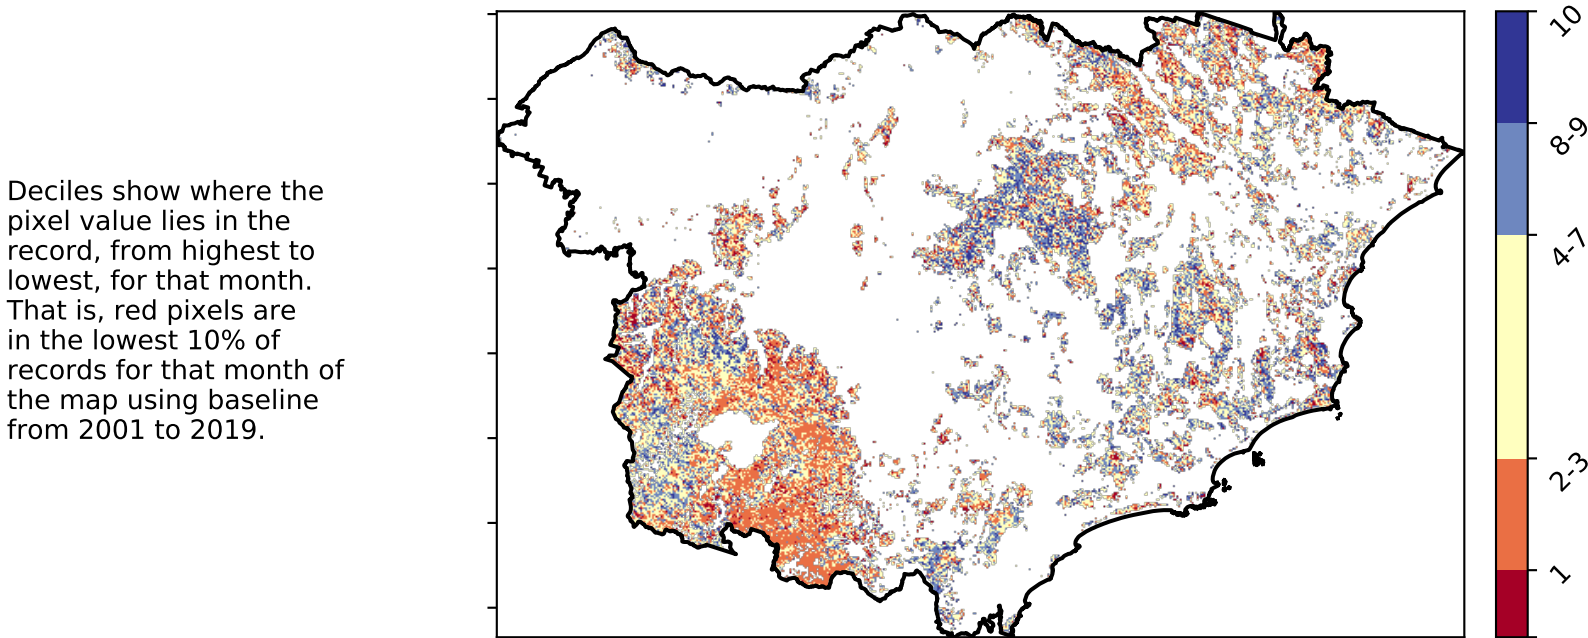 Deciles show where the
pixel value lies in the
record, from highest to
lowest, for that month.
That is, red pixels are
in the lowest 10% of
records for that month of
the map using baseline
from 2001 to 2019.
10
8-9
4-7
2-3
1